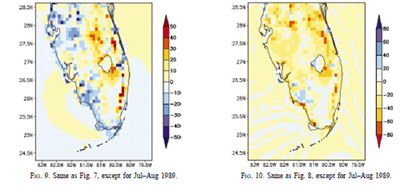 28.5N
28N
27.5N
27N
26.5N
26N
25.5N
25N
24.5N
83W 82.5W 82W 81.5W 81W 80.5W 80W 79.5W
50
40
30
20
10
0
-10
-20
-30
-40
-50
FIG. 9. Same as Fig. 7, except for Jul–Aug 1989.
28.5N
28N
27.5N
27N
26.5N
26N
25.5N
25N
24.5N
83W 82.5W 82W 81.5W 81W 80.5W 80W 79.5W
80
60
40
20
0
-20
-40
-60
-80
FIG. 10. Same as Fig. 8, except for Jul–Aug 1989.